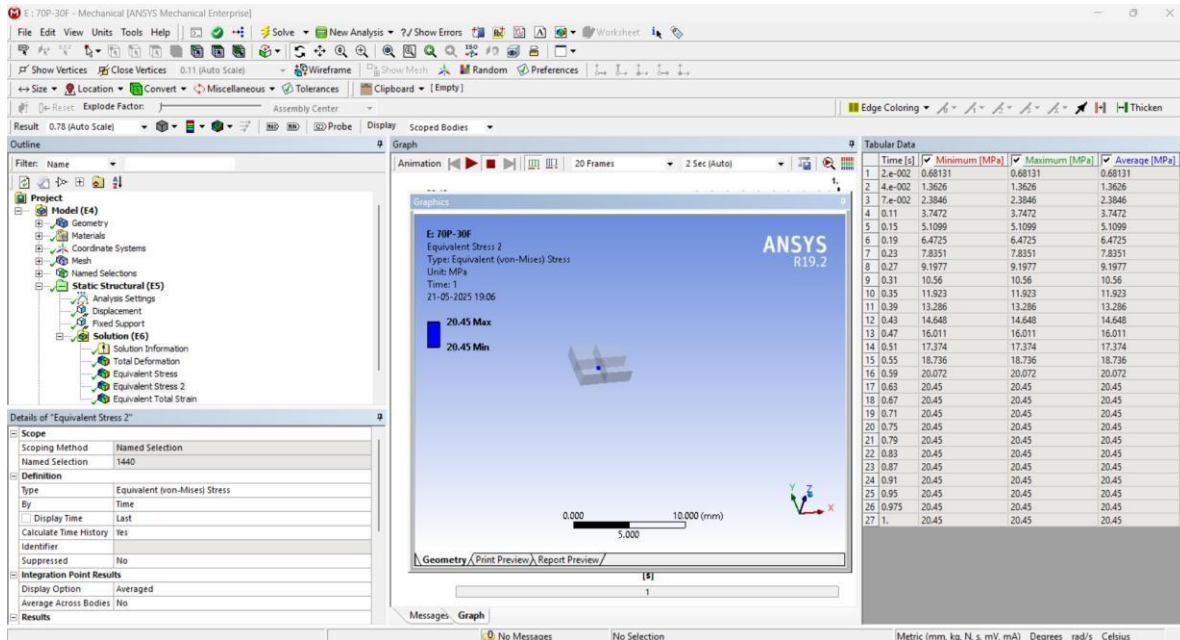 E : 70P-30F - Mechanical [ANSYS Mechanical Enterprise]
File Edit View Units Tools Help Solve New Analysis ?/ Show Errors Worksheet
Show Vertices Close Vertices 0.11 (Auto Scale) Wireframe Show Mesh Random Preferences
Size Location Convert Miscellaneous Tolerances Clipboard [Empty]
Reset Explode Factor: Assembly Center Edge Coloring Thicken
Result 0.78 (Auto Scale) Probe Display Scoped Bodies
Outline
Filter: Name
Project
Model (E4)
Geometry
Materials
Coordinate Systems
Mesh
Named Selections
Static Structural (E5)
Analysis Settings
Displacement
Fixed Support
Solution (E6)
Solution Information
Total Deformation
Equivalent Stress
Equivalent Stress 2
Equivalent Total Strain
Details of "Equivalent Stress 2"
Scope
Scoping Method Named Selection
Named Selection 1440
Definition
Type Equivalent (von-Mises) Stress
By Time
Display Time Last
Calculate Time History Yes
Identifier
Suppressed No
Integration Point Results
Display Option Averaged
Average Across Bodies No
Results
Graph
Animation 20 Frames 2 Sec (Auto)
1.
Graphics
E: 70P-30F
Equivalent Stress 2
Type: Equivalent (von-Mises) Stress
Unit: MPa
Time: 1
21-05-2025 19:06
20.45 Max
20.45 Min
ANSYS
R19.2
Y Z X
0.000 10.000 (mm)
5.000
Geometry Print Preview Report Preview
[s]
1
Messages Graph
Tabular Data
Time [s] Minimum [MPa] Maximum [MPa] Average [MPa]
1 2.e-002 0.68131 0.68131 0.68131
2 4.e-002 1.3626 1.3626 1.3626
3 7.e-002 2.3846 2.3846 2.3846
4 0.11 3.7472 3.7472 3.7472
5 0.15 5.1099 5.1099 5.1099
6 0.19 6.4725 6.4725 6.4725
7 0.23 7.8351 7.8351 7.8351
8 0.27 9.1977 9.1977 9.1977
9 0.31 10.56 10.56 10.56
10 0.35 11.923 11.923 11.923
11 0.39 13.286 13.286 13.286
12 0.43 14.648 14.648 14.648
13 0.47 16.011 16.011 16.011
14 0.51 17.374 17.374 17.374
15 0.55 18.736 18.736 18.736
16 0.59 20.072 20.072 20.072
17 0.63 20.45 20.45 20.45
18 0.67 20.45 20.45 20.45
19 0.71 20.45 20.45 20.45
20 0.75 20.45 20.45 20.45
21 0.79 20.45 20.45 20.45
22 0.83 20.45 20.45 20.45
23 0.87 20.45 20.45 20.45
24 0.91 20.45 20.45 20.45
25 0.95 20.45 20.45 20.45
26 0.975 20.45 20.45 20.45
27 1. 20.45 20.45 20.45
No Messages No Selection Metric (mm, kg, N, s, mV, mA) Degrees rad/s Celsius